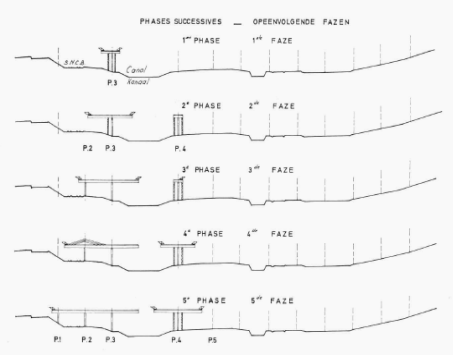 PHASES SUCCESSIVES — OPEENVOLGENDE FAZEN
1ère PHASE 1ste FAZE
S.N.C.B. Canal
Kanaal
P.3
2e PHASE 2de FAZE
P.2 P.3 P.4
3e PHASE 3de FAZE
4e PHASE 4de FAZE
5e PHASE 5de FAZE
P.1 P.2 P.3 P.4 P.5